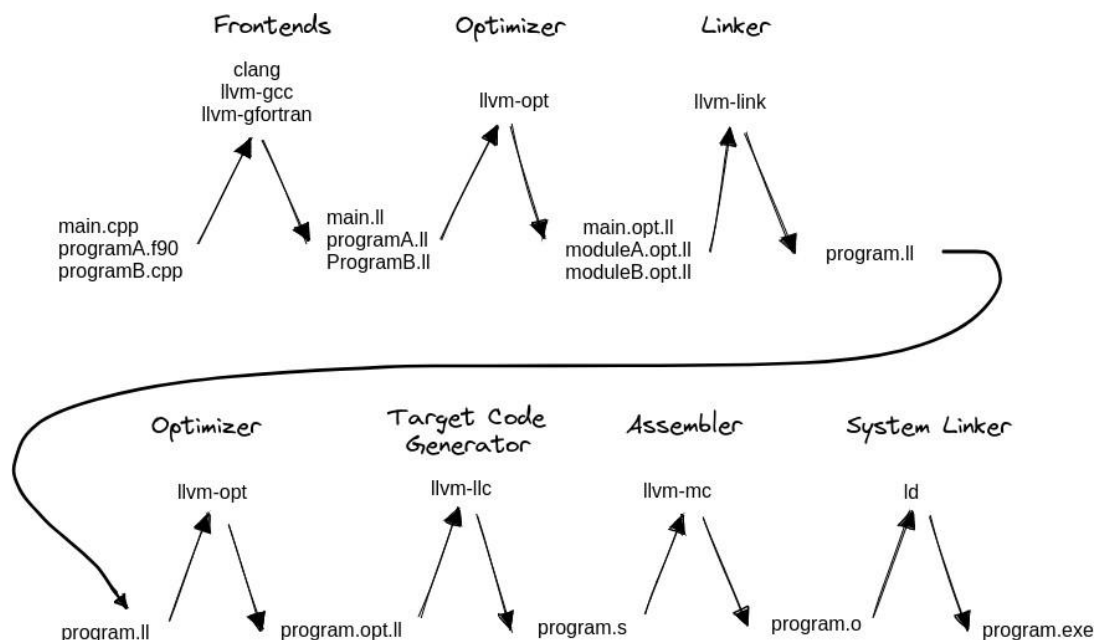 Frontends
Optimizer
Linker
clang
llvm-gcc
llvm-gfortran
llvm-opt
llvm-link
main.cpp
programA.f90
programB.cpp
main.ll
programA.ll
ProgramB.ll
main.opt.ll
moduleA.opt.ll
moduleB.opt.ll
program.ll
Optimizer
Target Code
Generator
Assembler
System Linker
llvm-opt
llvm-llc
llvm-mc
ld
program.ll
program.opt.ll
program.s
program.o
program.exe